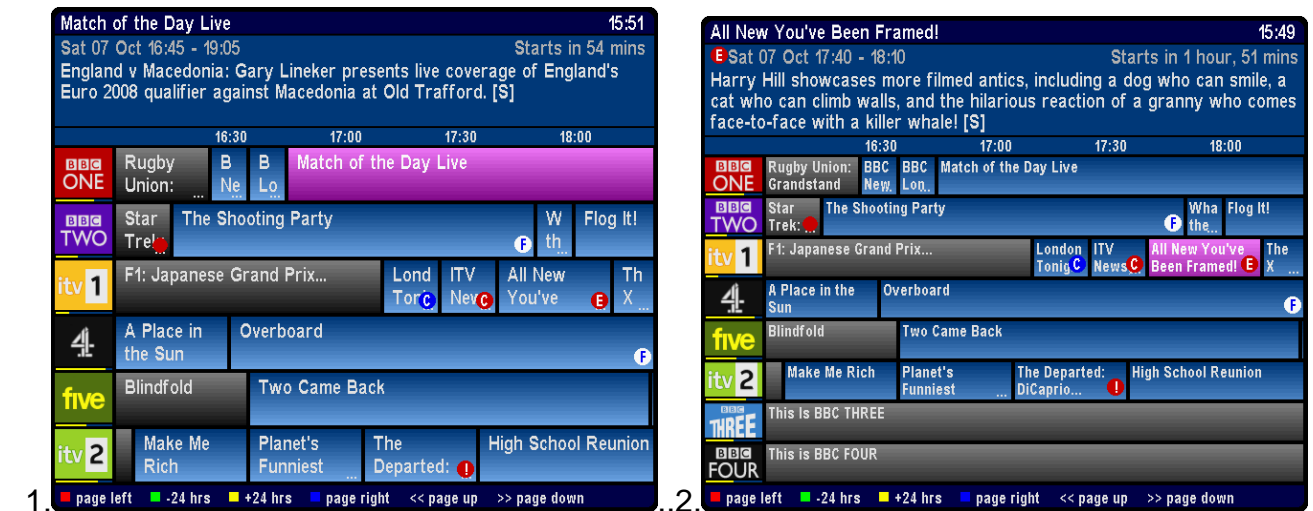 Match of the Day Live 15:51
Sat 07 Oct 16:45 - 19:05 Starts in 54 mins
England v Macedonia: Gary Lineker presents live coverage of England's
Euro 2008 qualifier against Macedonia at Old Trafford. [S]
16:30 17:00 17:30 18:00
BBC ONE
Rugby Union: ...
B Ne...
B Lo...
Match of the Day Live
BBC TWO
Star Trek...
The Shooting Party F
W th...
Flog It!
itv 1
F1: Japanese Grand Prix...
Lond Ton C
ITV Nev C
All New You've E
Th X ...
4
A Place in the Sun
Overboard F
five
Blindfold
Two Came Back
itv 2
Make Me Rich
Planet's Funniest ...
The Departed: !
High School Reunion
page left -24 hrs +24 hrs page right << page up >> page down
1.
All New You've Been Framed! 15:49
E Sat 07 Oct 17:40 - 18:10 Starts in 1 hour, 51 mins
Harry Hill showcases more filmed antics, including a dog who can smile, a
cat who can climb walls, and the hilarious reaction of a granny who comes
face-to-face with a killer whale! [S]
16:30 17:00 17:30 18:00
BBC ONE
Rugby Union: Grandstand
BBC New..
BBC Lon..
Match of the Day Live
BBC TWO
Star Trek: ...
The Shooting Party F
Wha the...
Flog It!
itv 1
F1: Japanese Grand Prix...
London Tonig C
ITV News C
All New You've Been Framed! E
The X ...
4
A Place in the Sun
Overboard F
five
Blindfold
Two Came Back
itv 2
Make Me Rich
Planet's Funniest ...
The Departed: DiCaprio... !
High School Reunion
BBC THREE
This Is BBC THREE
BBC FOUR
This is BBC FOUR
page left -24 hrs +24 hrs page right << page up >> page down
..2.